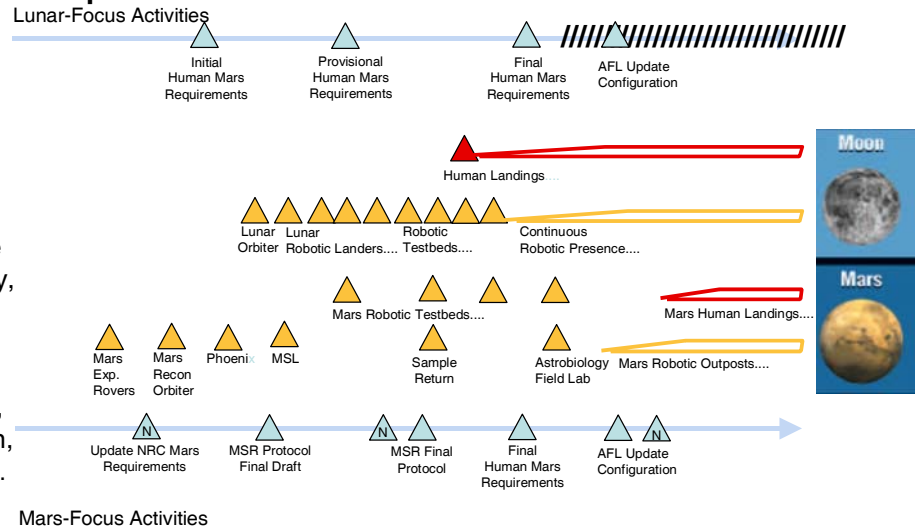 Lunar-Focus Activities
Initial
Human Mars
Requirements
Provisional
Human Mars
Requirements
Final
Human Mars
Requirements
AFL Update
Configuration
Moon
Human Landings....
Lunar
Orbiter
Lunar
Robotic Landers....
Robotic
Testbeds....
Continuous
Robotic Presence....
y,
Mars
Mars Robotic Testbeds....
Mars Human Landings....
Mars
Exp.
Rovers
Mars
Recon
Orbiter
Phoenix
MSL
Sample
Return
Astrobiology
Field Lab
Mars Robotic Outposts....
,
n,
.
N
N
N
Update NRC Mars
Requirements
MSR Protocol
Final Draft
MSR Final
Protocol
Final
Human Mars
Requirements
AFL Update
Configuration
Mars-Focus Activities